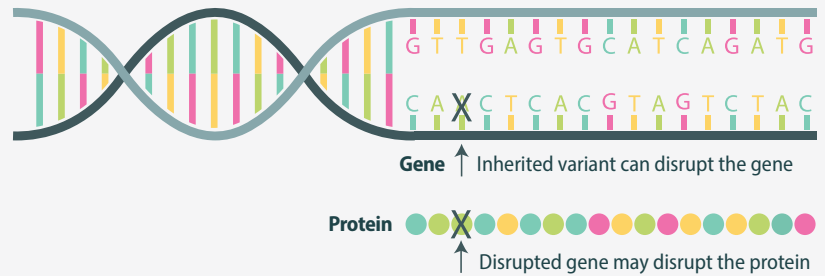 G T T G A G T G C A T C A G A T G
C A A C T C A C G T A G T C T A C
Gene ↑ Inherited variant can disrupt the gene
Protein X
↑ Disrupted gene may disrupt the protein